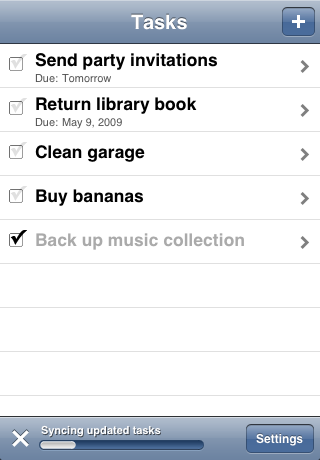 Tasks
+
Send party invitations
Due: Tomorrow
Return library book
Due: May 9, 2009
Clean garage
Buy bananas
Back up music collection
Syncing updated tasks
Settings